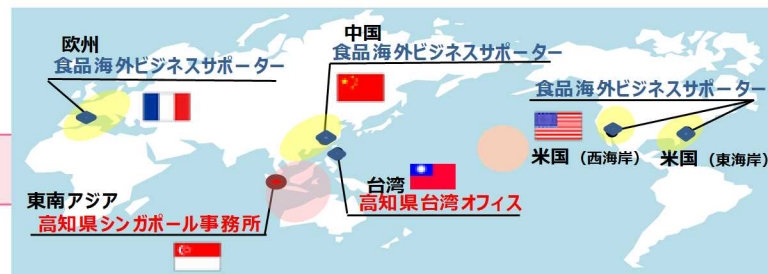 欧州
食品海外ビジネスサポーター
中国
食品海外ビジネスサポーター
食品海外ビジネスサポーター
米国（西海岸）
米国（東海岸）
東南アジア
高知県シンガポール事務所
台湾
高知県台湾オフィス